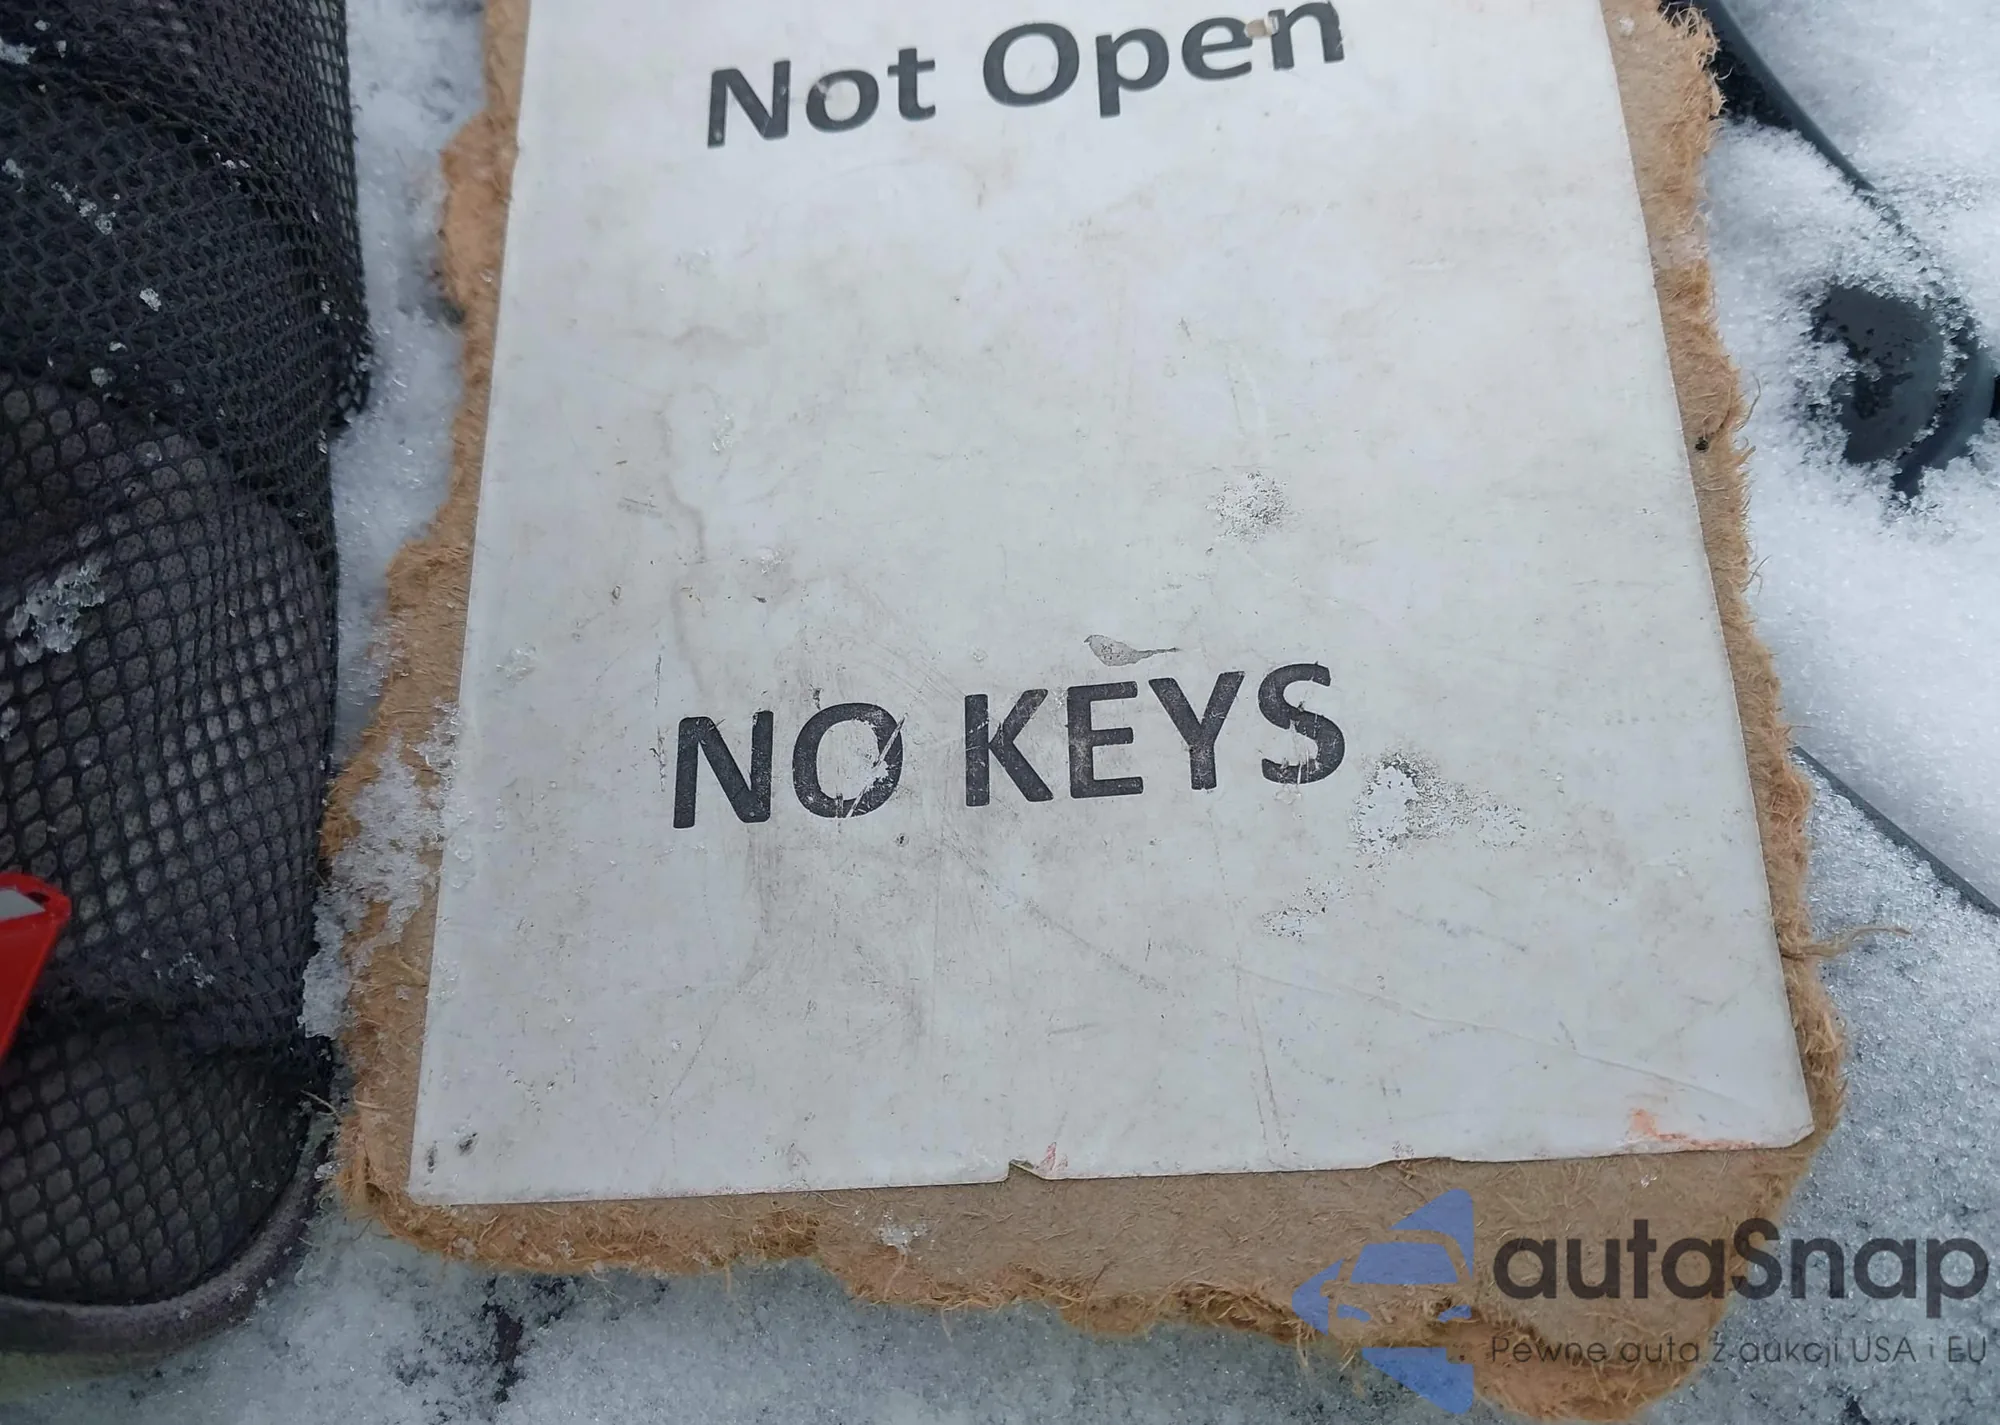 Not Open
NO KEYS
autaSnap
Pewne auta z aukcji USA i EU